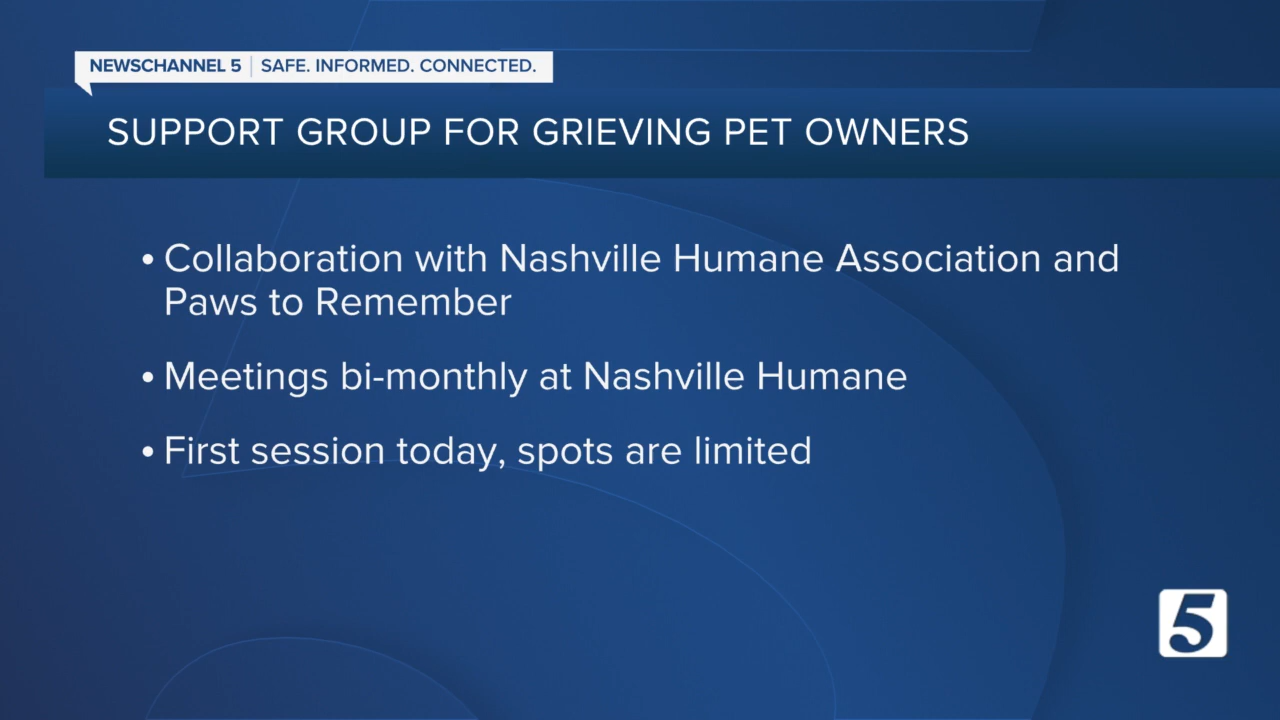 NEWSCHANNEL 5 | SAFE. INFORMED. CONNECTED.
SUPPORT GROUP FOR GRIEVING PET OWNERS
• Collaboration with Nashville Humane Association and
Paws to Remember
• Meetings bi-monthly at Nashville Humane
• First session today, spots are limited
5